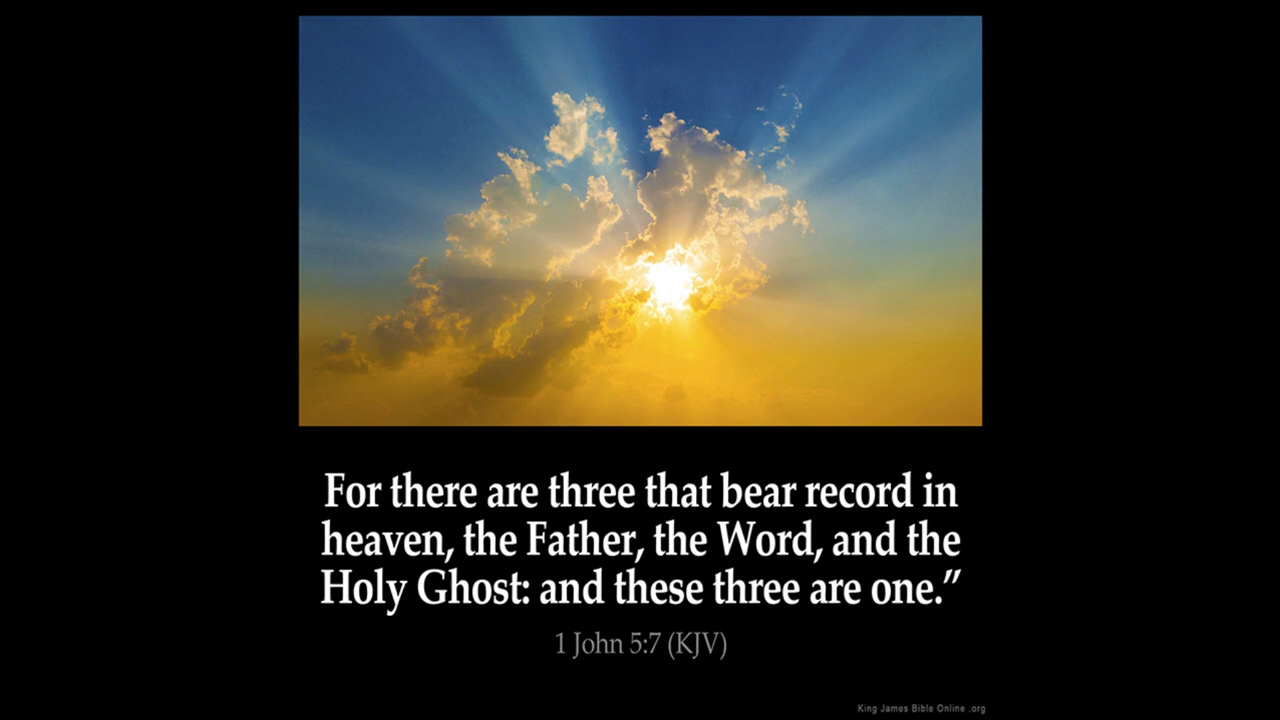 For there are three that bear record in
heaven, the Father, the Word, and the
Holy Ghost: and these three are one.”
1 John 5:7 (KJV)
King James Bible Online .org